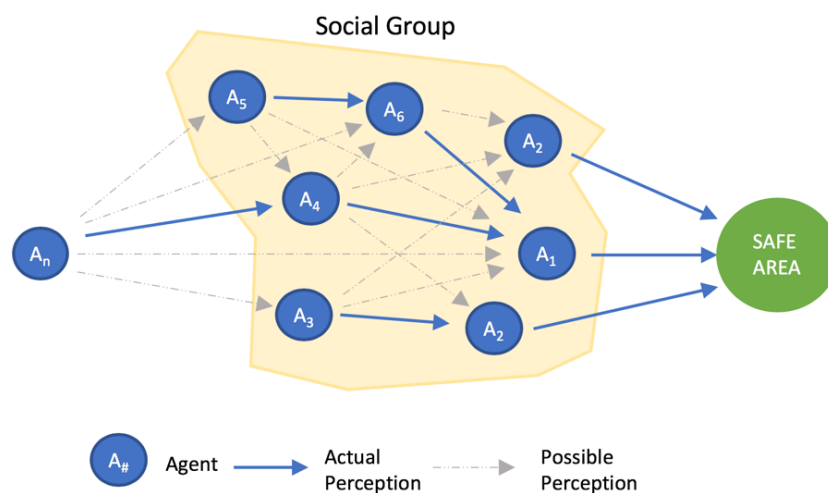 Social Group
A5
A6
A2
A4
An
A1
SAFE
AREA
A3
A2
A#
Agent
Actual
Perception
Possible
Perception